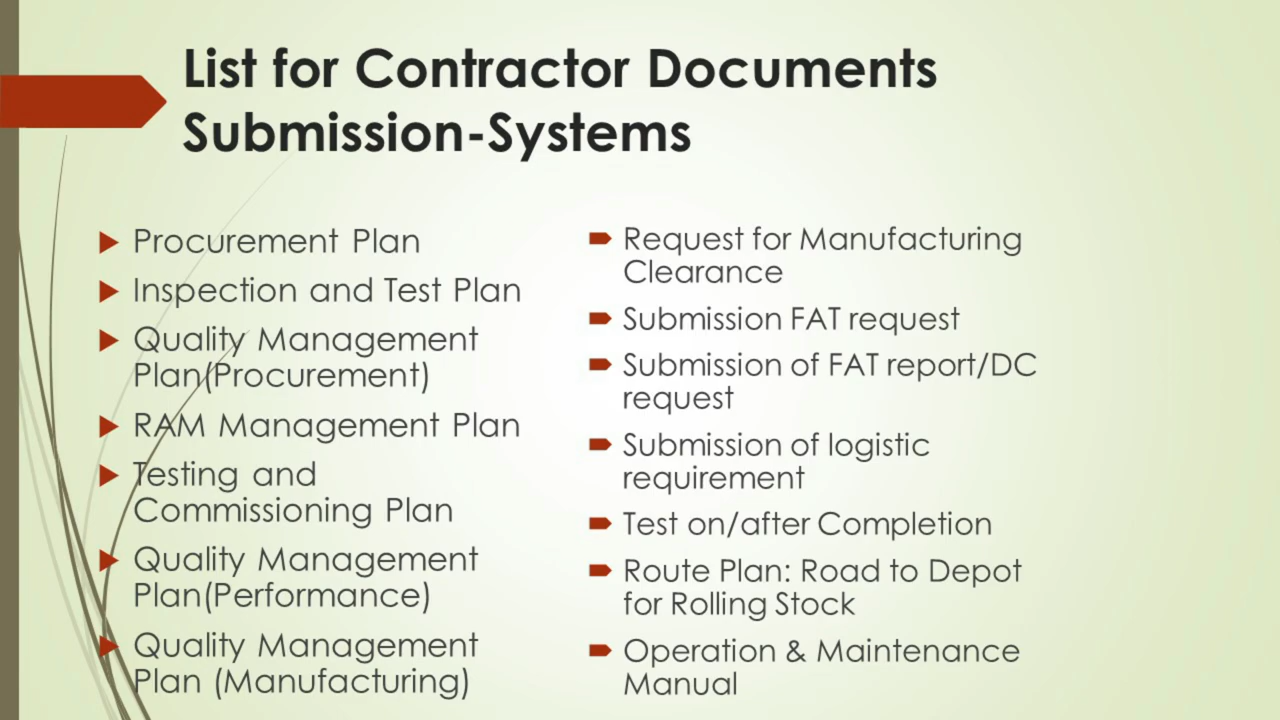 List for Contractor Documents
Submission-Systems
Procurement Plan
Inspection and Test Plan
Quality Management
Plan(Procurement)
RAM Management Plan
Testing and
Commissioning Plan
Quality Management
Plan(Performance)
Quality Management
Plan (Manufacturing)
Request for Manufacturing
Clearance
Submission FAT request
Submission of FAT report/DC
request
Submission of logistic
requirement
Test on/after Completion
Route Plan: Road to Depot
for Rolling Stock
Operation & Maintenance
Manual